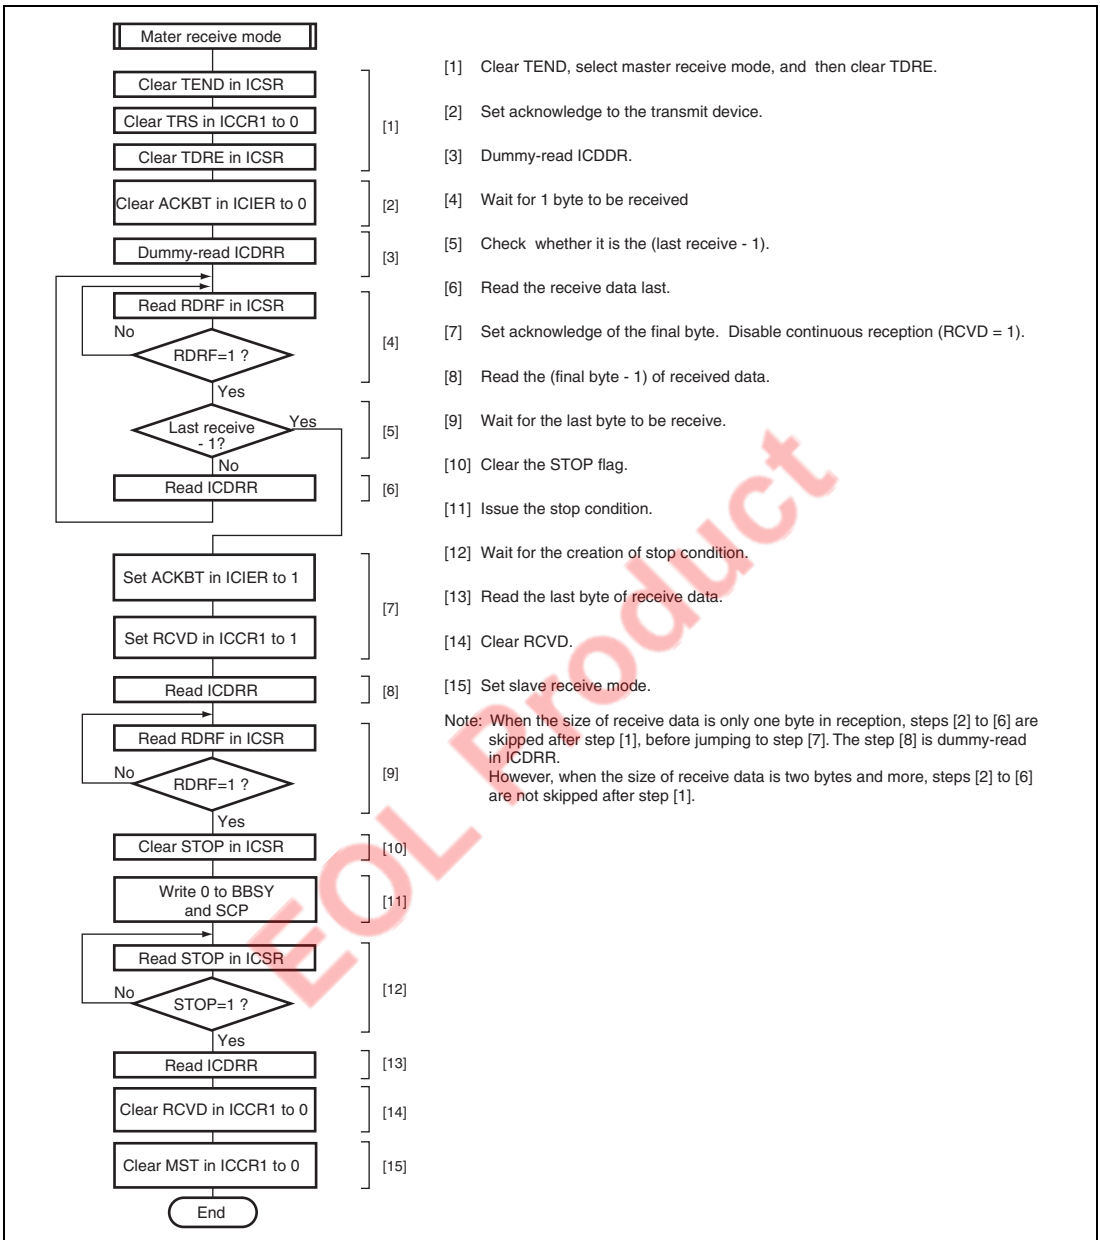 Mater receive mode
Clear TEND in ICSR
Clear TRS in ICCR1 to 0
[1]
Clear TDRE in ICSR
Clear ACKBT in ICIER to 0
[2]
Dummy-read ICDRR
[3]
Read RDRF in ICSR
No
RDRF=1 ?
[4]
Yes
Last receive
- 1?
Yes
[5]
No
Read ICDRR
[6]
Set ACKBT in ICIER to 1
[7]
Set RCVD in ICCR1 to 1
Read ICDRR
[8]
Read RDRF in ICSR
No
RDRF=1 ?
[9]
Yes
Clear STOP in ICSR
[10]
Write 0 to BBSY
and SCP
[11]
Read STOP in ICSR
No
STOP=1 ?
[12]
Yes
Read ICDRR
[13]
Clear RCVD in ICCR1 to 0
[14]
Clear MST in ICCR1 to 0
[15]
End
[1] Clear TEND, select master receive mode, and then clear TDRE.
[2] Set acknowledge to the transmit device.
[3] Dummy-read ICDDR.
[4] Wait for 1 byte to be received
[5] Check whether it is the (last receive - 1).
[6] Read the receive data last.
[7] Set acknowledge of the final byte. Disable continuous reception (RCVD = 1).
[8] Read the (final byte - 1) of received data.
[9] Wait for the last byte to be receive.
[10] Clear the STOP flag.
[11] Issue the stop condition.
[12] Wait for the creation of stop condition.
[13] Read the last byte of receive data.
[14] Clear RCVD.
[15] Set slave receive mode.
Note: When the size of receive data is only one byte in reception, steps [2] to [6] are
skipped after step [1], before jumping to step [7]. The step [8] is dummy-read
in ICDRR.
However, when the size of receive data is two bytes and more, steps [2] to [6]
are not skipped after step [1].
EOL Product